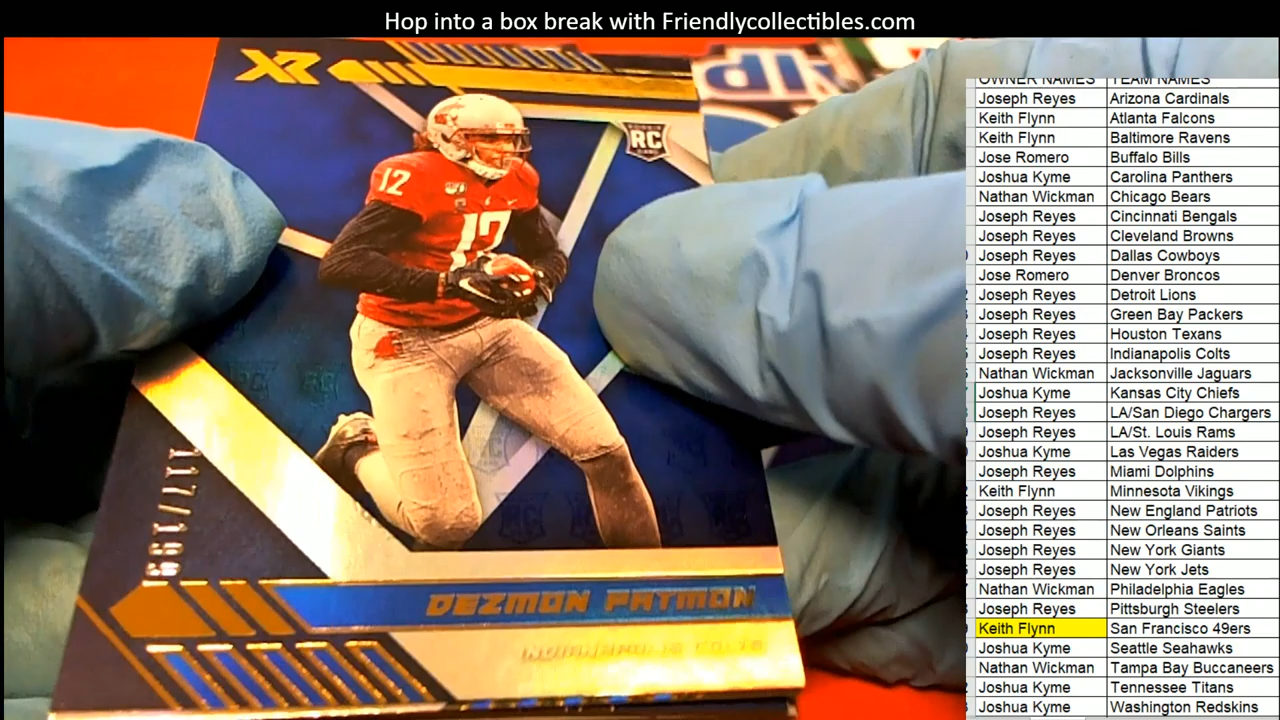 Hop into a box break with Friendlycollectibles.com
XR
RC
12
12
117/199
DEZMON PATMON
INDIANAPOLIS COLTS
OWNER NAMES TEAM NAMES
Joseph Reyes Arizona Cardinals
Keith Flynn Atlanta Falcons
Keith Flynn Baltimore Ravens
Jose Romero Buffalo Bills
Joshua Kyme Carolina Panthers
Nathan Wickman Chicago Bears
Joseph Reyes Cincinnati Bengals
Joseph Reyes Cleveland Browns
Joseph Reyes Dallas Cowboys
Jose Romero Denver Broncos
Joseph Reyes Detroit Lions
Joseph Reyes Green Bay Packers
Joseph Reyes Houston Texans
Joseph Reyes Indianapolis Colts
Nathan Wickman Jacksonville Jaguars
Joshua Kyme Kansas City Chiefs
Joseph Reyes LA/San Diego Chargers
Joseph Reyes LA/St. Louis Rams
Joshua Kyme Las Vegas Raiders
Joseph Reyes Miami Dolphins
Keith Flynn Minnesota Vikings
Joseph Reyes New England Patriots
Joseph Reyes New Orleans Saints
Joseph Reyes New York Giants
Joseph Reyes New York Jets
Nathan Wickman Philadelphia Eagles
Joseph Reyes Pittsburgh Steelers
Keith Flynn San Francisco 49ers
Joshua Kyme Seattle Seahawks
Nathan Wickman Tampa Bay Buccaneers
Joshua Kyme Tennessee Titans
Joshua Kyme Washington Redskins